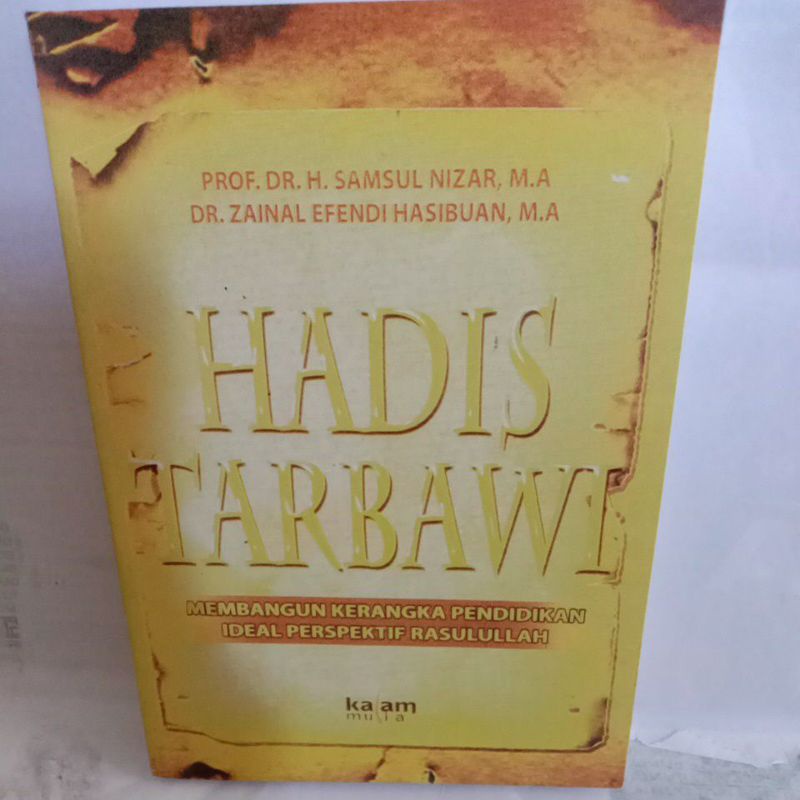 PROF. DR. H. SAMSUL NIZAR, M.A
DR. ZAINAL EFENDI HASIBUAN, M.A
HADIS
TARBAWI
MEMBANGUN KERANGKA PENDIDIKAN
IDEAL PERSPEKTIF RASULULLAH
kalam
mulia